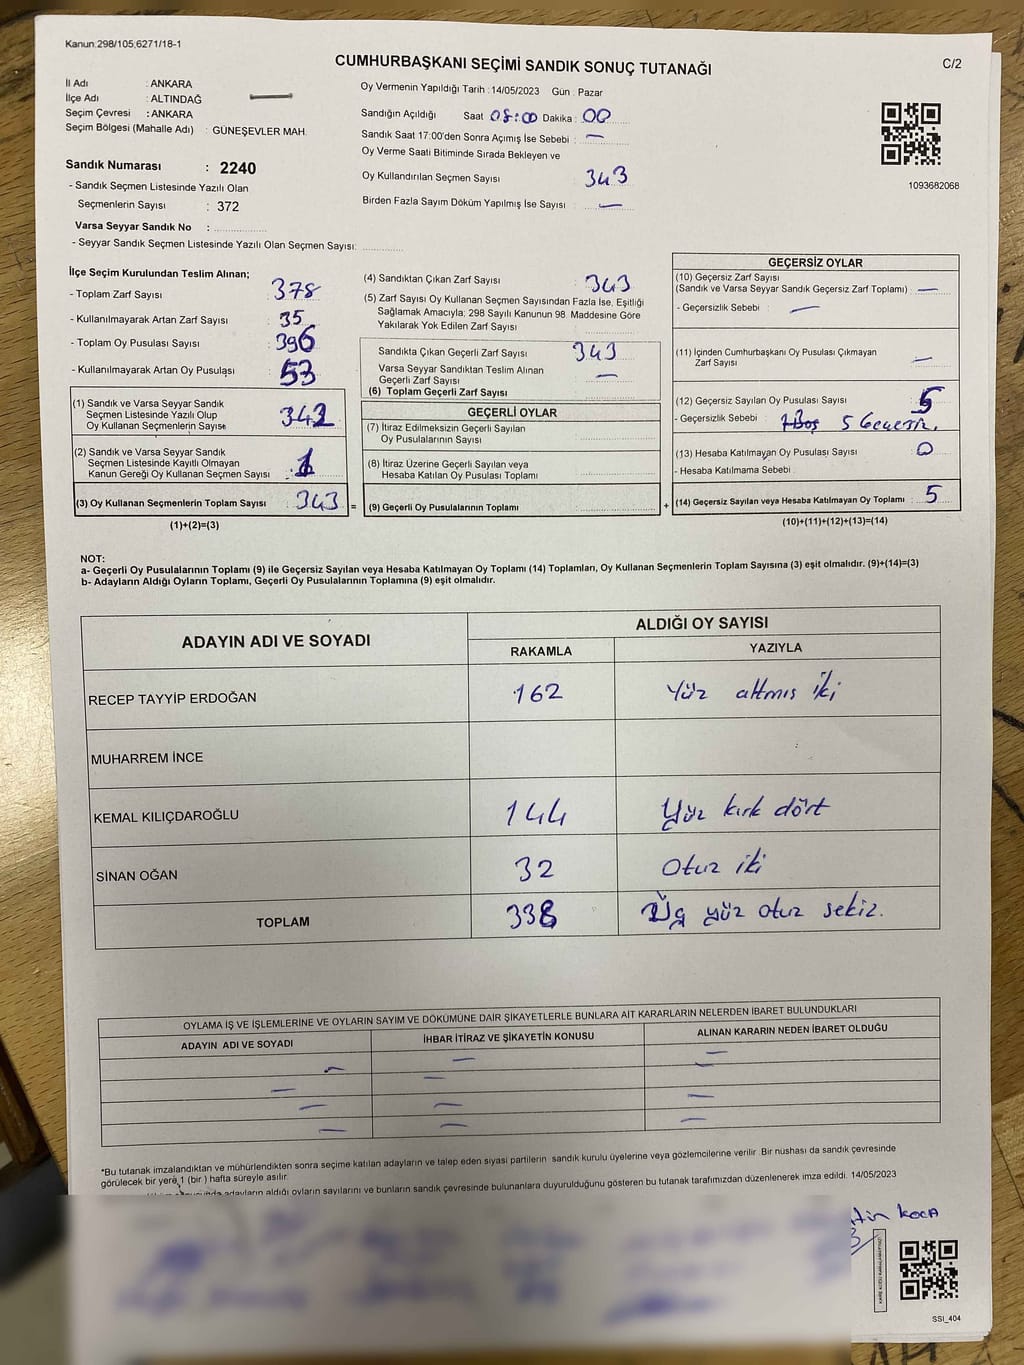 Kanun:298/105;6271/18-1
C/2
CUMHURBAŞKANI SEÇİMİ SANDIK SONUÇ TUTANAĞI
İl Adı : ANKARA
İlçe Adı : ALTINDAĞ
Seçim Çevresi : ANKARA
Seçim Bölgesi (Mahalle Adı) : GÜNEŞEVLER MAH.
Sandık Numarası : 2240
- Sandık Seçmen Listesinde Yazılı Olan
Seçmenlerin Sayısı : 372
Varsa Seyyar Sandık No :
- Seyyar Sandık Seçmen Listesinde Yazılı Olan Seçmen Sayısı:
Oy Vermenin Yapıldığı Tarih :14/05/2023 Gün : Pazar
Sandığın Açıldığı Saat 08:00 Dakika : 00
Sandık Saat 17:00'den Sonra Açımış İse Sebebi : —
Oy Verme Saati Bitiminde Sırada Bekleyen ve
Oy Kullandırılan Seçmen Sayısı : 343
Birden Fazla Sayım Döküm Yapılmış İse Sayısı : —
1093682068
İlçe Seçim Kurulundan Teslim Alınan;
- Toplam Zarf Sayısı : 378
- Kullanılmayarak Artan Zarf Sayısı : 35
- Toplam Oy Pusulası Sayısı : 396
- Kullanılmayarak Artan Oy Pusulası : 53
(1) Sandık ve Varsa Seyyar Sandık
Seçmen Listesinde Yazılı Olup
Oy Kullanan Seçmenlerin Sayısı : 342
(2) Sandık ve Varsa Seyyar Sandık
Seçmen Listesinde Kayıtlı Olmayan
Kanun Gereği Oy Kullanan Seçmen Sayısı : 1
(3) Oy Kullanan Seçmenlerin Toplam Sayısı : 343 =
(1)+(2)=(3)
(4) Sandıktan Çıkan Zarf Sayısı : 343
(5) Zarf Sayısı Oy Kullanan Seçmen Sayısından Fazla İse, Eşitliği
Sağlamak Amacıyla; 298 Sayılı Kanunun 98. Maddesine Göre
Yakılarak Yok Edilen Zarf Sayısı :
Sandıkta Çıkan Geçerli Zarf Sayısı : 343
Varsa Seyyar Sandıktan Teslim Alınan
Geçerli Zarf Sayısı : —
(6) Toplam Geçerli Zarf Sayısı :
GEÇERLİ OYLAR
(7) İtiraz Edilmeksizin Geçerli Sayılan
Oy Pusulalarının Sayısı :
(8) İtiraz Üzerine Geçerli Sayılan veya
Hesaba Katılan Oy Pusulası Toplamı :
(9) Geçerli Oy Pusulalarının Toplamı : +
GEÇERSİZ OYLAR
(10) Geçersiz Zarf Sayısı
(Sandık ve Varsa Seyyar Sandık Geçersiz Zarf Toplamı) : —
- Geçersizlik Sebebi : —
(11) İçinden Cumhurbaşkanı Oy Pusulası Çıkmayan
Zarf Sayısı : —
(12) Geçersiz Sayılan Oy Pusulası Sayısı : 5
- Geçersizlik Sebebi : Boş 5 Geçersiz.
(13) Hesaba Katılmayan Oy Pusulası Sayısı : 0
- Hesaba Katılmama Sebebi :
(14) Geçersiz Sayılan veya Hesaba Katılmayan Oy Toplamı : 5
(10)+(11)+(12)+(13)=(14)
NOT:
a- Geçerli Oy Pusulalarının Toplamı (9) ile Geçersiz Sayılan veya Hesaba Katılmayan Oy Toplamı (14) Toplamları, Oy Kullanan Seçmenlerin Toplam Sayısına (3) eşit olmalıdır. (9)+(14)=(3)
b- Adayların Aldığı Oyların Toplamı, Geçerli Oy Pusulalarının Toplamına (9) eşit olmalıdır.
ADAYIN ADI VE SOYADI ALDIĞI OY SAYISI
RAKAMLA YAZIYLA
RECEP TAYYİP ERDOĞAN 162 Yüz altmıs iki
MUHARREM İNCE
KEMAL KILIÇDAROĞLU 144 Yüz kırk dört
SİNAN OĞAN 32 Otuz iki
TOPLAM 338 Üç yüz otuz sekiz.
OYLAMA İŞ VE İŞLEMLERİNE VE OYLARIN SAYIM VE DÖKÜMÜNE DAİR ŞİKAYETLERLE BUNLARA AİT KARARLARIN NELERDEN İBARET BULUNDUKLARI
ADAYIN ADI VE SOYADI İHBAR İTİRAZ VE ŞİKAYETİN KONUSU ALINAN KARARIN NEDEN İBARET OLDUĞU
*Bu tutanak imzalandıktan ve mühürlendikten sonra seçime katılan adayların ve talep eden siyasi partilerin sandık kurulu üyelerine veya gözlemcilerine verilir. Bir nüshası da sandık çevresinde
görülecek bir yere 1 (bir ) hafta süreyle asılır.
adayların aldığı oyların sayılarını ve bunların sandık çevresinde bulunanlara duyurulduğunu gösteren bu tutanak tarafımızdan düzenlenerek imza edildi. 14/05/2023
tin KOCA
SSI_404